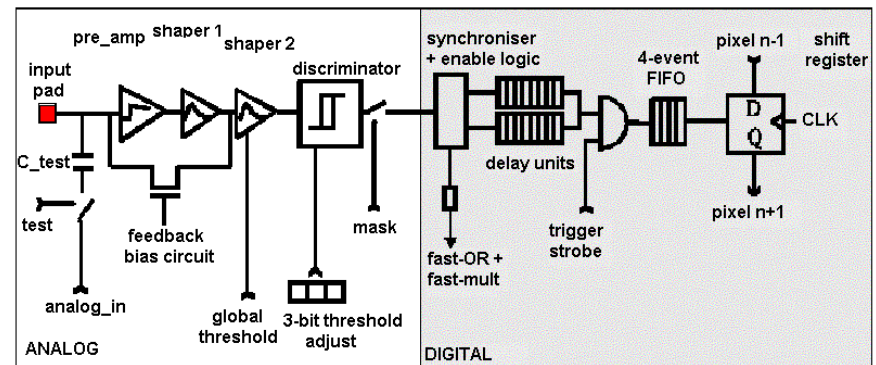 pre_amp
shaper 1
shaper 2
input
pad
discriminator
C_test
test
feedback
bias circuit
mask
analog_in
global
threshold
3-bit threshold
adjust
ANALOG
synchroniser
+ enable logic
4-event
FIFO
pixel n-1
shift
register
D
Q
CLK
delay units
pixel n+1
trigger
strobe
fast-OR +
fast-mult
DIGITAL